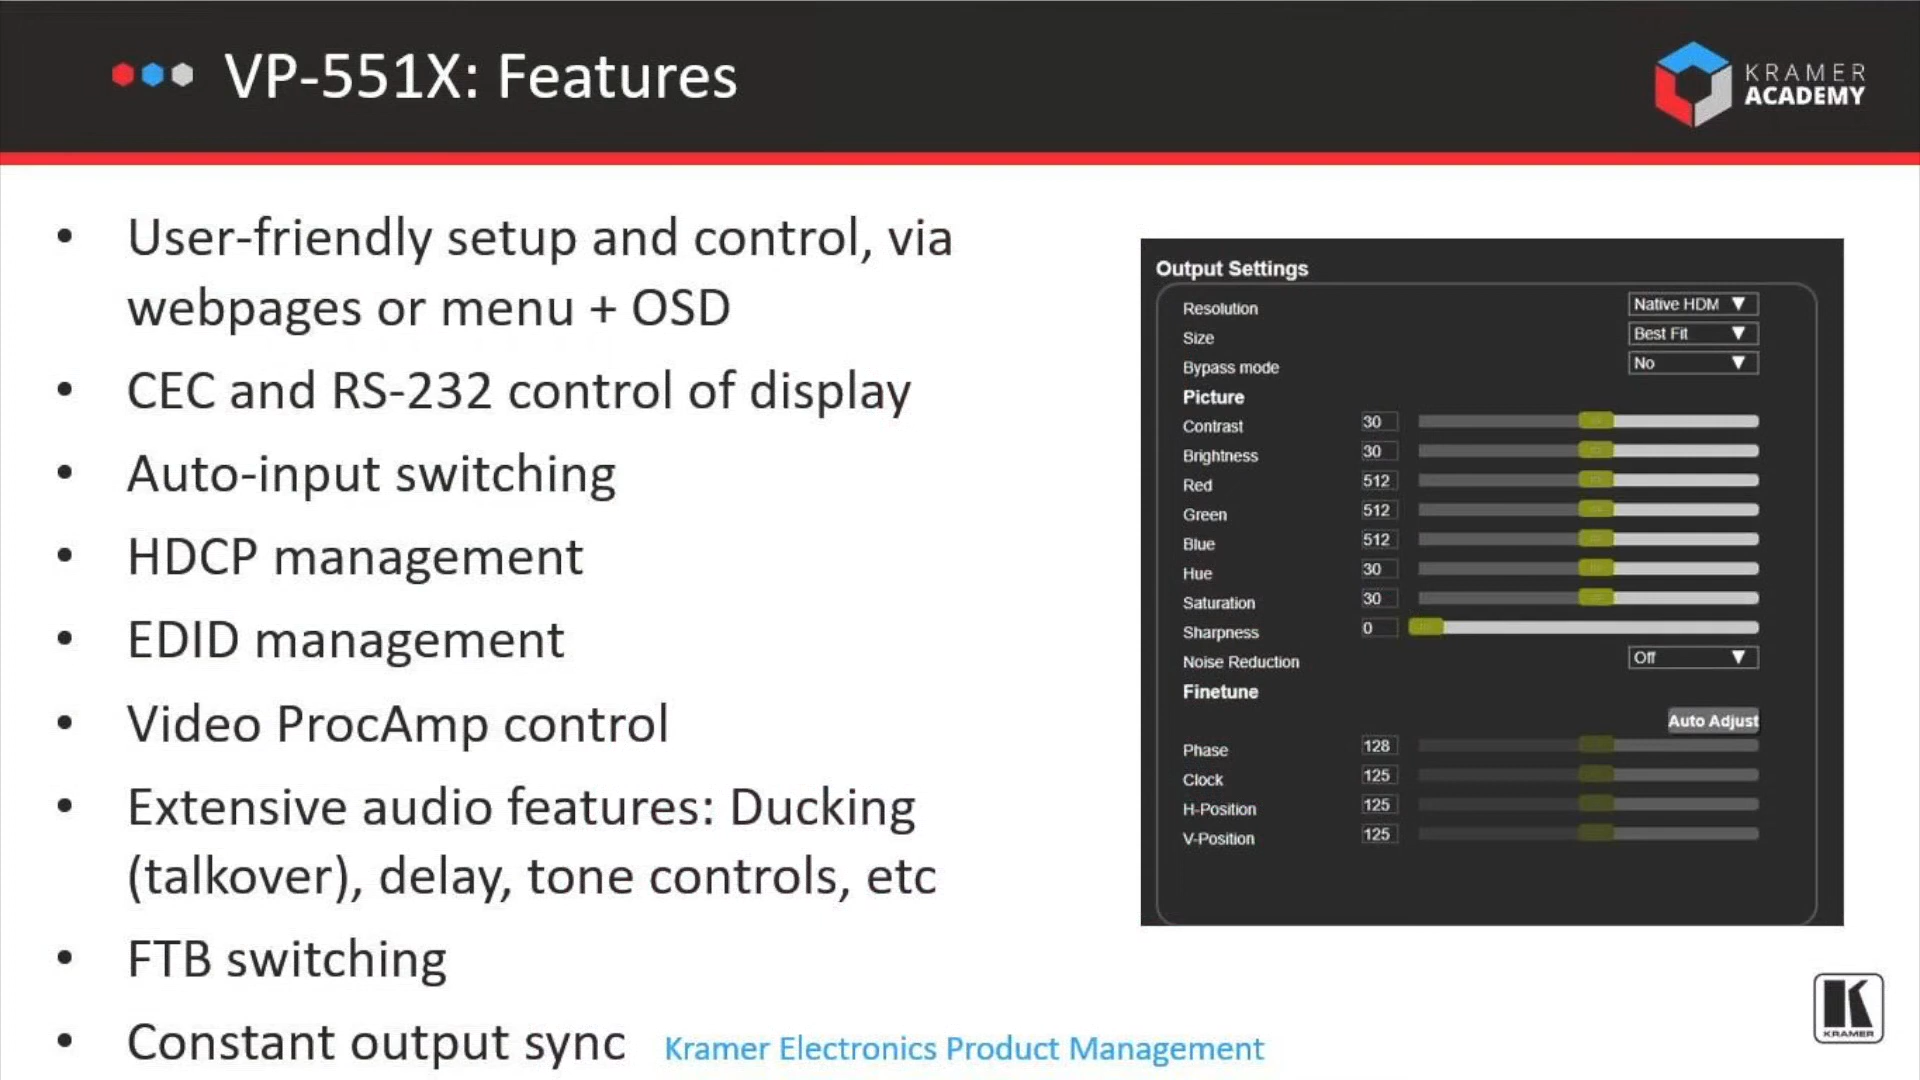 VP-551X: Features
KRAMER
ACADEMY
• User-friendly setup and control, via
webpages or menu + OSD
• CEC and RS-232 control of display
• Auto-input switching
• HDCP management
• EDID management
• Video ProcAmp control
• Extensive audio features: Ducking
(talkover), delay, tone controls, etc
• FTB switching
• Constant output sync
Output Settings
Resolution Native HDM
Size Best Fit
Bypass mode No
Picture
Contrast 30
Brightness 30
Red 512
Green 512
Blue 512
Hue 30
Saturation 30
Sharpness 0
Noise Reduction Off
Finetune
Auto Adjust
Phase 128
Clock 125
H-Position 125
V-Position 125
K
KRAMER
Kramer Electronics Product Management